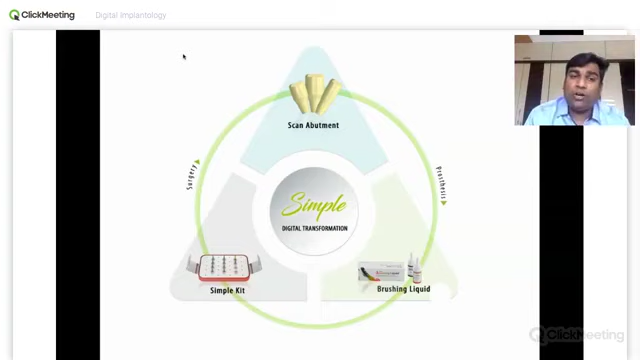 ClickMeeting
Digital Implantology
Scan Abutment
Surgery
Prosthesis
Simple
DIGITAL TRANSFORMATION
Simple Kit
Brushing Liquid
ClickMeeting